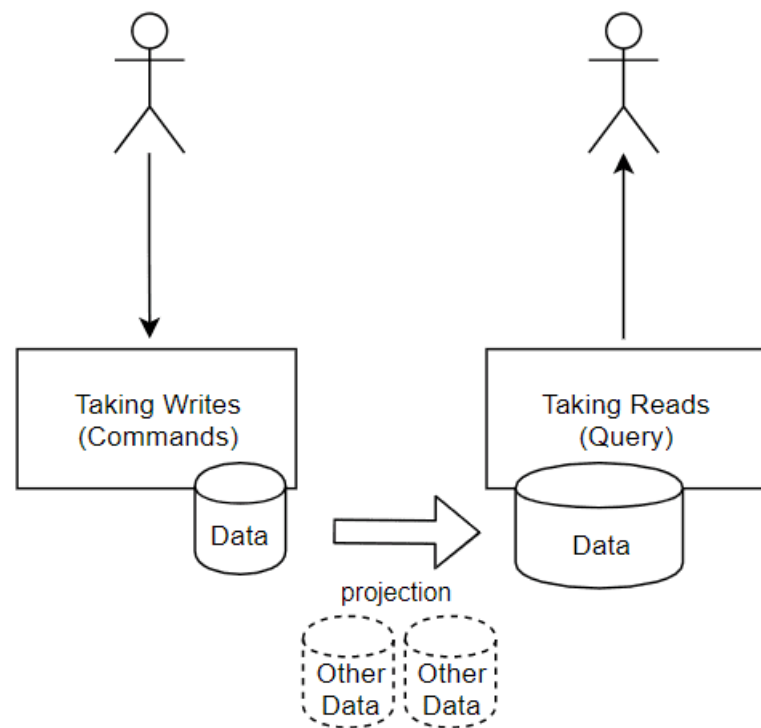 Taking Writes
(Commands)
Data
Taking Reads
(Query)
Data
projection
Other
Data
Other
Data